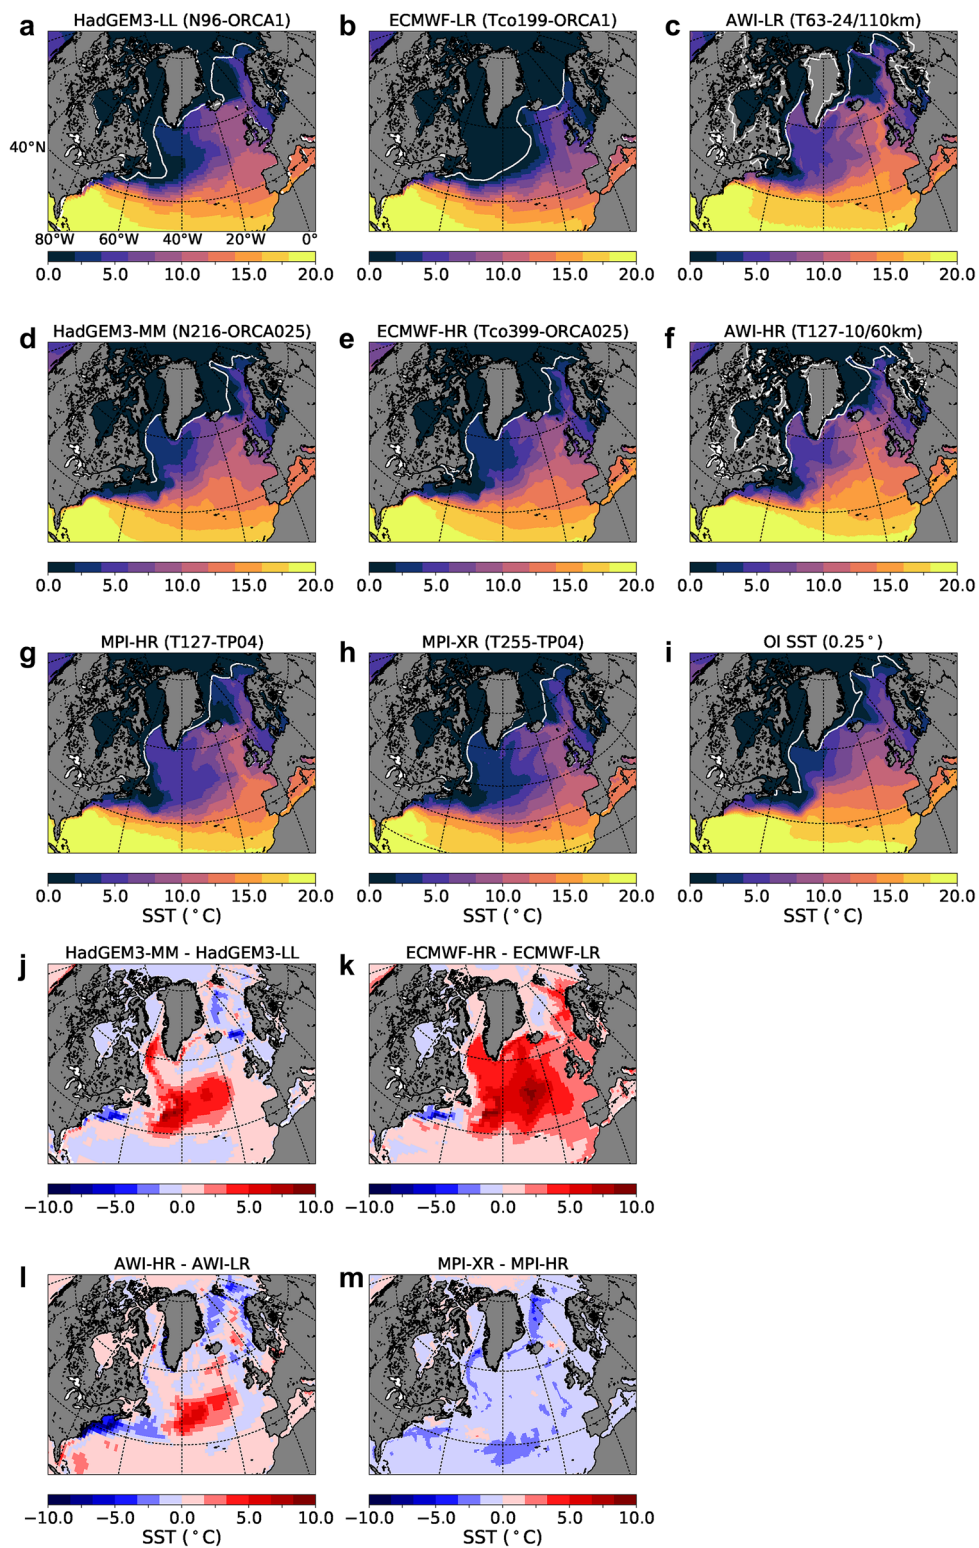 a HadGEM3-LL (N96-ORCA1)
b ECMWF-LR (Tco199-ORCA1)
c AWI-LR (T63-24/110km)
40°N
80°W 60°W 40°W 20°W 0°
0.0 5.0 10.0 15.0 20.0
0.0 5.0 10.0 15.0 20.0
0.0 5.0 10.0 15.0 20.0
d HadGEM3-MM (N216-ORCA025)
e ECMWF-HR (Tco399-ORCA025)
f AWI-HR (T127-10/60km)
0.0 5.0 10.0 15.0 20.0
0.0 5.0 10.0 15.0 20.0
0.0 5.0 10.0 15.0 20.0
g MPI-HR (T127-TP04)
h MPI-XR (T255-TP04)
i OI SST (0.25°)
0.0 5.0 10.0 15.0 20.0
SST (°C)
0.0 5.0 10.0 15.0 20.0
SST (°C)
0.0 5.0 10.0 15.0 20.0
SST (°C)
j HadGEM3-MM - HadGEM3-LL
k ECMWF-HR - ECMWF-LR
−10.0 −5.0 0.0 5.0 10.0
−10.0 −5.0 0.0 5.0 10.0
l AWI-HR - AWI-LR
m MPI-XR - MPI-HR
−10.0 −5.0 0.0 5.0 10.0
SST (°C)
−10.0 −5.0 0.0 5.0 10.0
SST (°C)